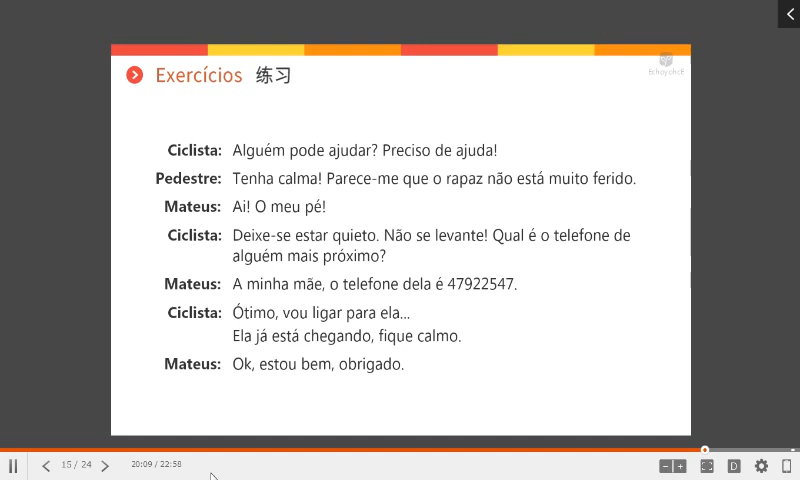 Exercícios 练习
EchoychcE
Ciclista: Alguém pode ajudar? Preciso de ajuda!
Pedestre: Tenha calma! Parece-me que o rapaz não está muito ferido.
Mateus: Ai! O meu pé!
Ciclista: Deixe-se estar quieto. Não se levante! Qual é o telefone de
alguém mais próximo?
Mateus: A minha mãe, o telefone dela é 47922547.
Ciclista: Ótimo, vou ligar para ela...
Ela já está chegando, fique calmo.
Mateus: Ok, estou bem, obrigado.
15 / 24
20:09 / 22:58
D